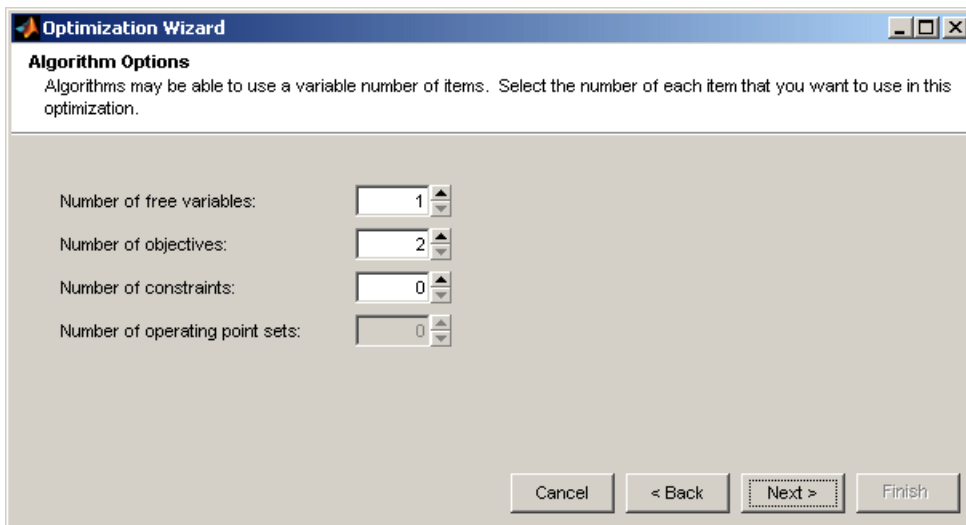 Optimization Wizard
Algorithm Options
Algorithms may be able to use a variable number of items.  Select the number of each item that you want to use in this
optimization.
Number of free variables: 1
Number of objectives: 2
Number of constraints: 0
Number of operating point sets: 0
Cancel < Back Next > Finish